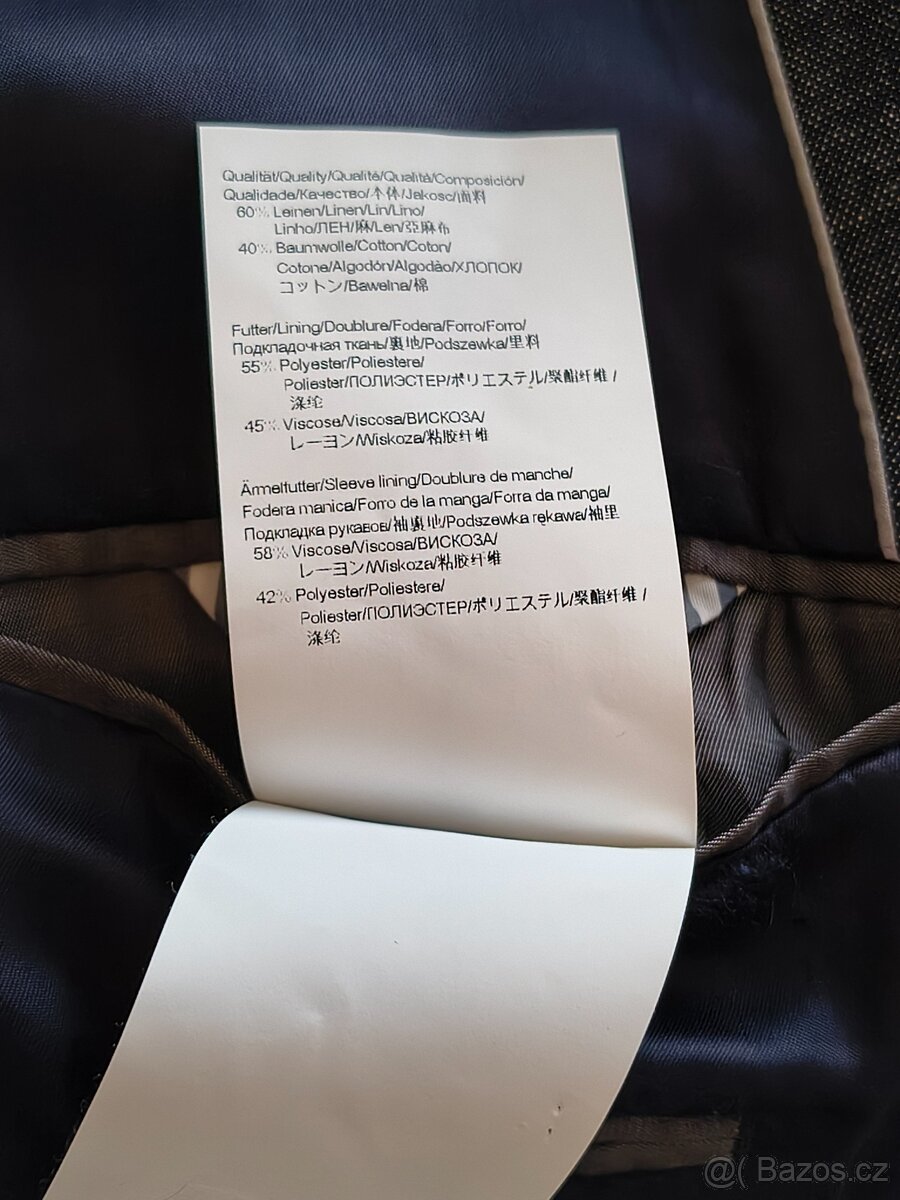 Qualität/Quality/Qualité/Qualità/Composición/
Qualidade/Качество/本体/Jakosc/面料
60% Leinen/Linen/Lin/Lino/
Linho/ЛЕН/麻/Len/亞麻布
40% Baumwolle/Cotton/Coton/
Cotone/Algodón/Algodão/ХЛОПОК/
コットン/Bawelna/棉
Futter/Lining/Doublure/Fodera/Forro/Forro/
Подкладочная ткань/裏地/Podszewka/里料
55% Polyester/Poliestere/
Poliester/ПОЛИЭСТЕР/ポリエステル/聚酯纤维 /
涤纶
45% Viscose/Viscosa/ВИСКОЗА/
レーヨン/Wiskoza/粘胶纤维
Ärmelfutter/Sleeve lining/Doublure de manche/
Fodera manica/Forro de la manga/Forra da manga/
Подкладка рукавов/袖裏地/Podszewka rękawa/袖里
58% Viscose/Viscosa/ВИСКОЗА/
レーヨン/Wiskoza/粘胶纤维
42% Polyester/Poliestere/
Poliester/ПОЛИЭСТЕР/ポリエステル/聚酯纤维 /
涤纶
@( Bazos.cz